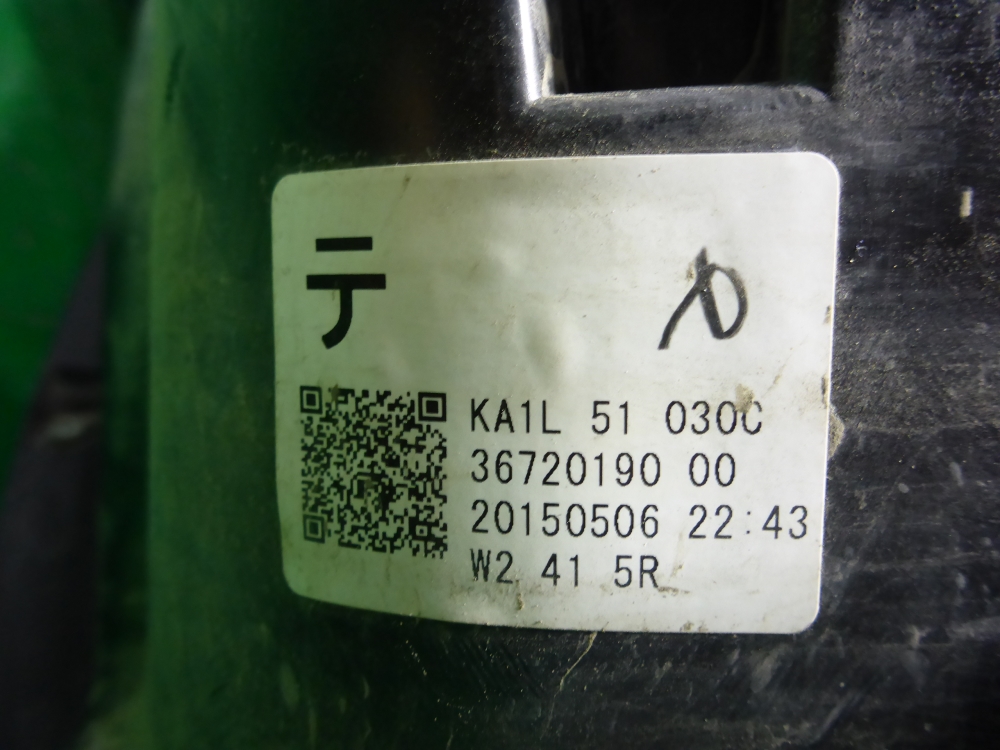 テ
KA1L 51 030C
36720190 00
20150506 22:43
W2 41 5R